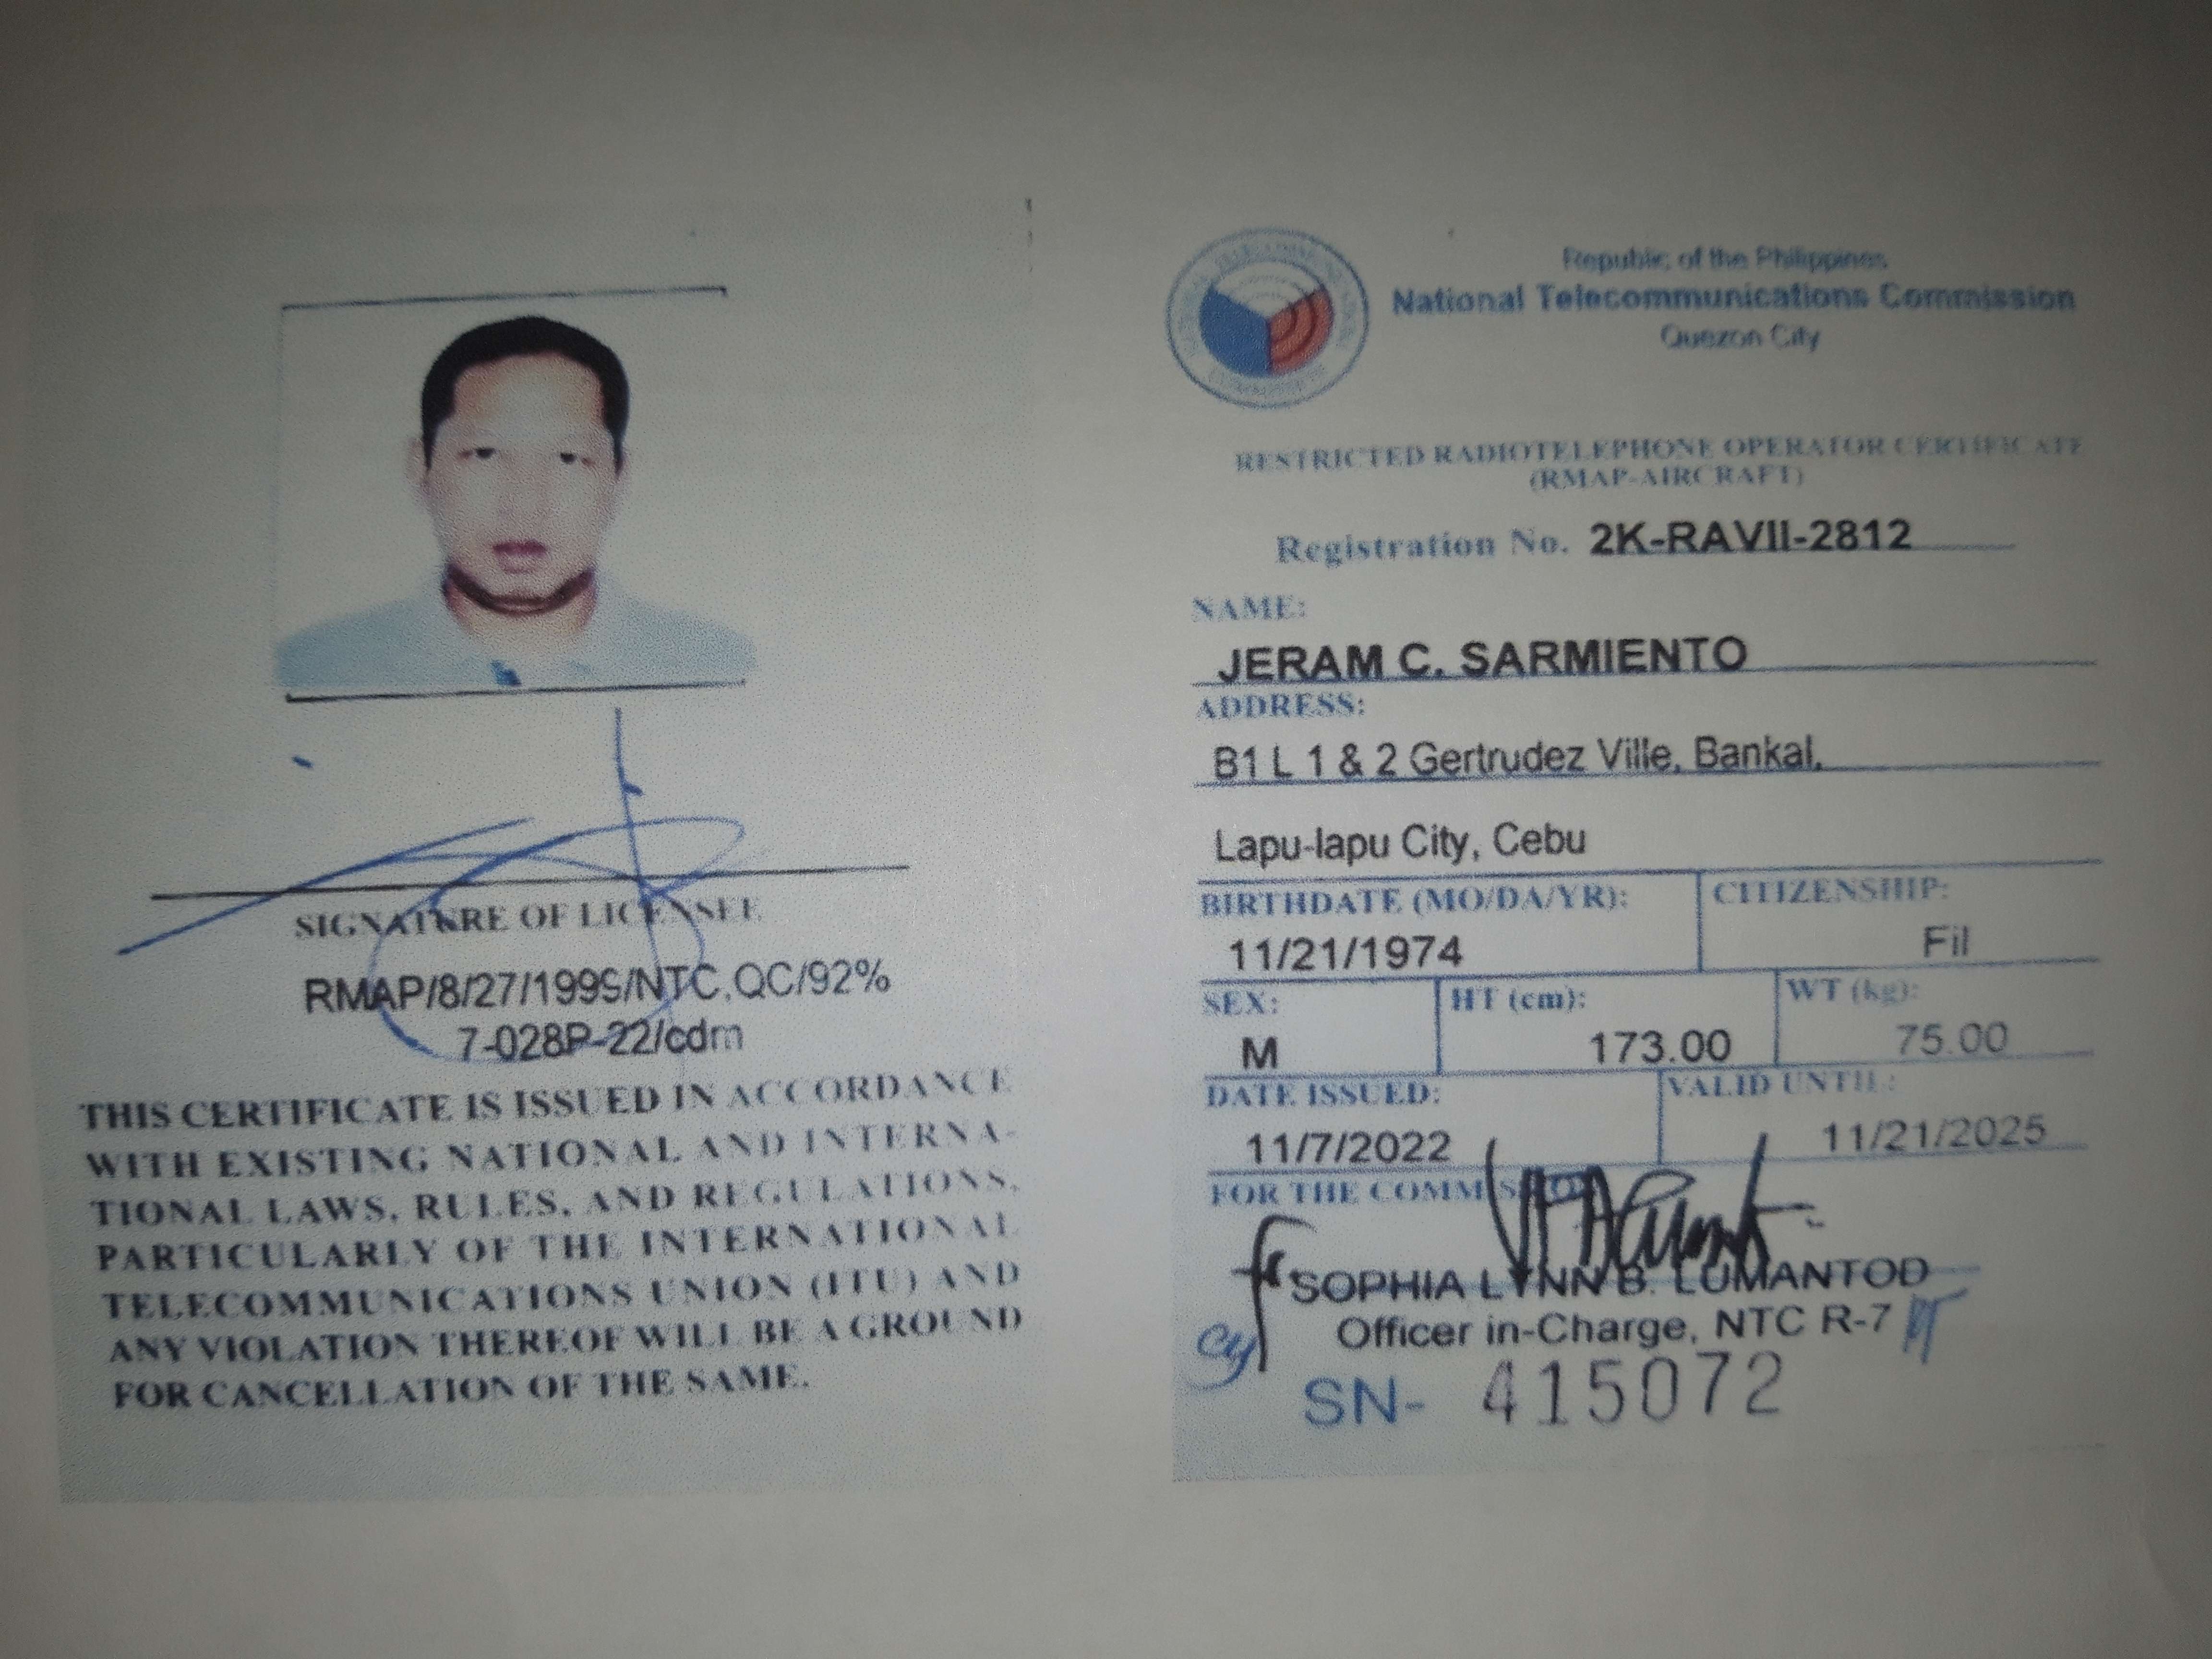 SIGNATURE OF LICENSEE
RMAP/8/27/1999/NTC,QC/92%
7-028P-22/cdm
THIS CERTIFICATE IS ISSUED IN ACCORDANCE
WITH EXISTING NATIONAL AND INTERNA-
TIONAL LAWS, RULES, AND REGULATIONS,
PARTICULARLY OF THE INTERNATIONAL
TELECOMMUNICATIONS UNION (ITU) AND
ANY VIOLATION THEREOF WILL BE A GROUND
FOR CANCELLATION OF THE SAME.
Republic of the Philippines
National Telecommunications Commission
Quezon City
RESTRICTED RADIOTELEPHONE OPERATOR CERTIFICATE
(RMAP-AIRCRAFT)
Registration No. 2K-RAVII-2812
NAME:
JERAM C. SARMIENTO
ADDRESS:
B1 L 1 & 2 Gertrudez Ville, Bankal,
Lapu-lapu City, Cebu
BIRTHDATE (MO/DA/YR): CITIZENSHIP:
11/21/1974 Fil
SEX: HT (cm): WT (kg):
M 173.00 75.00
DATE ISSUED: VALID UNTIL:
11/7/2022 11/21/2025
FOR THE COMMISSION
SOPHIA LYNN B. LUMANTOD
Officer in-Charge, NTC R-7
SN- 415072